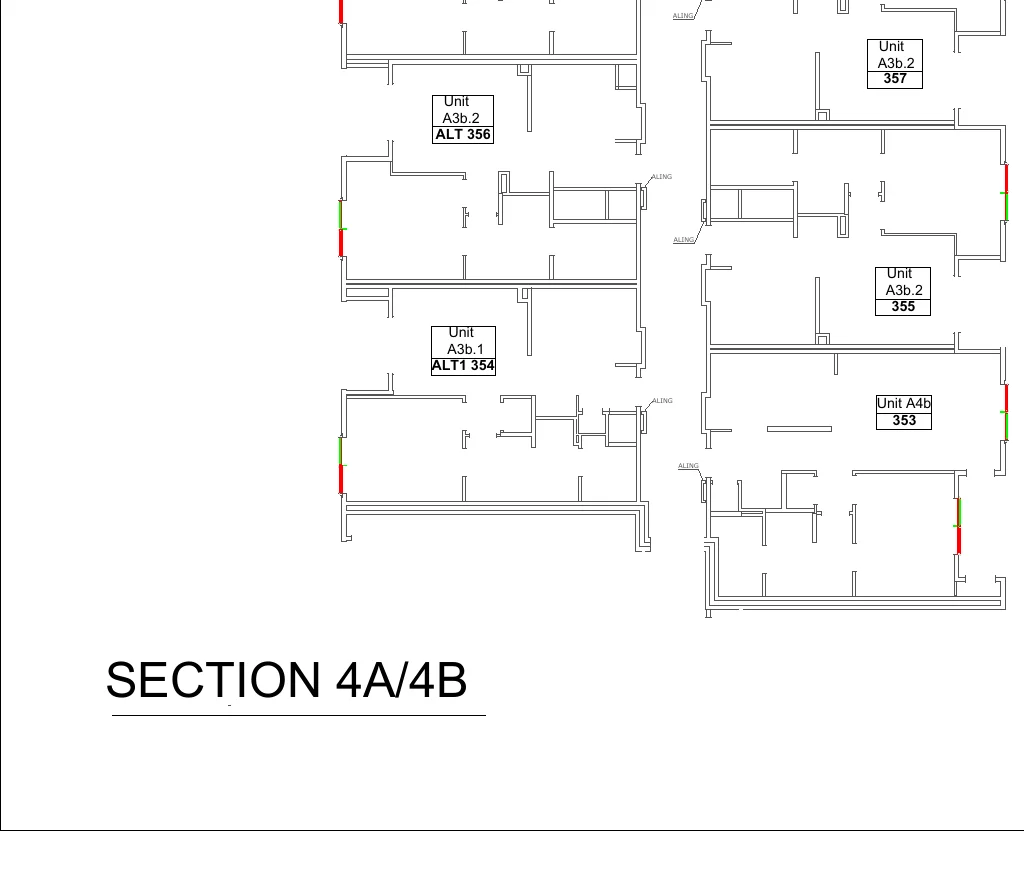 ALING
Unit
A3b.2
357
Unit
A3b.2
ALT 356
ALING
ALING
Unit
A3b.2
355
Unit
A3b.1
ALT1 354
ALING
Unit A4b
353
ALING
SECTION 4A/4B